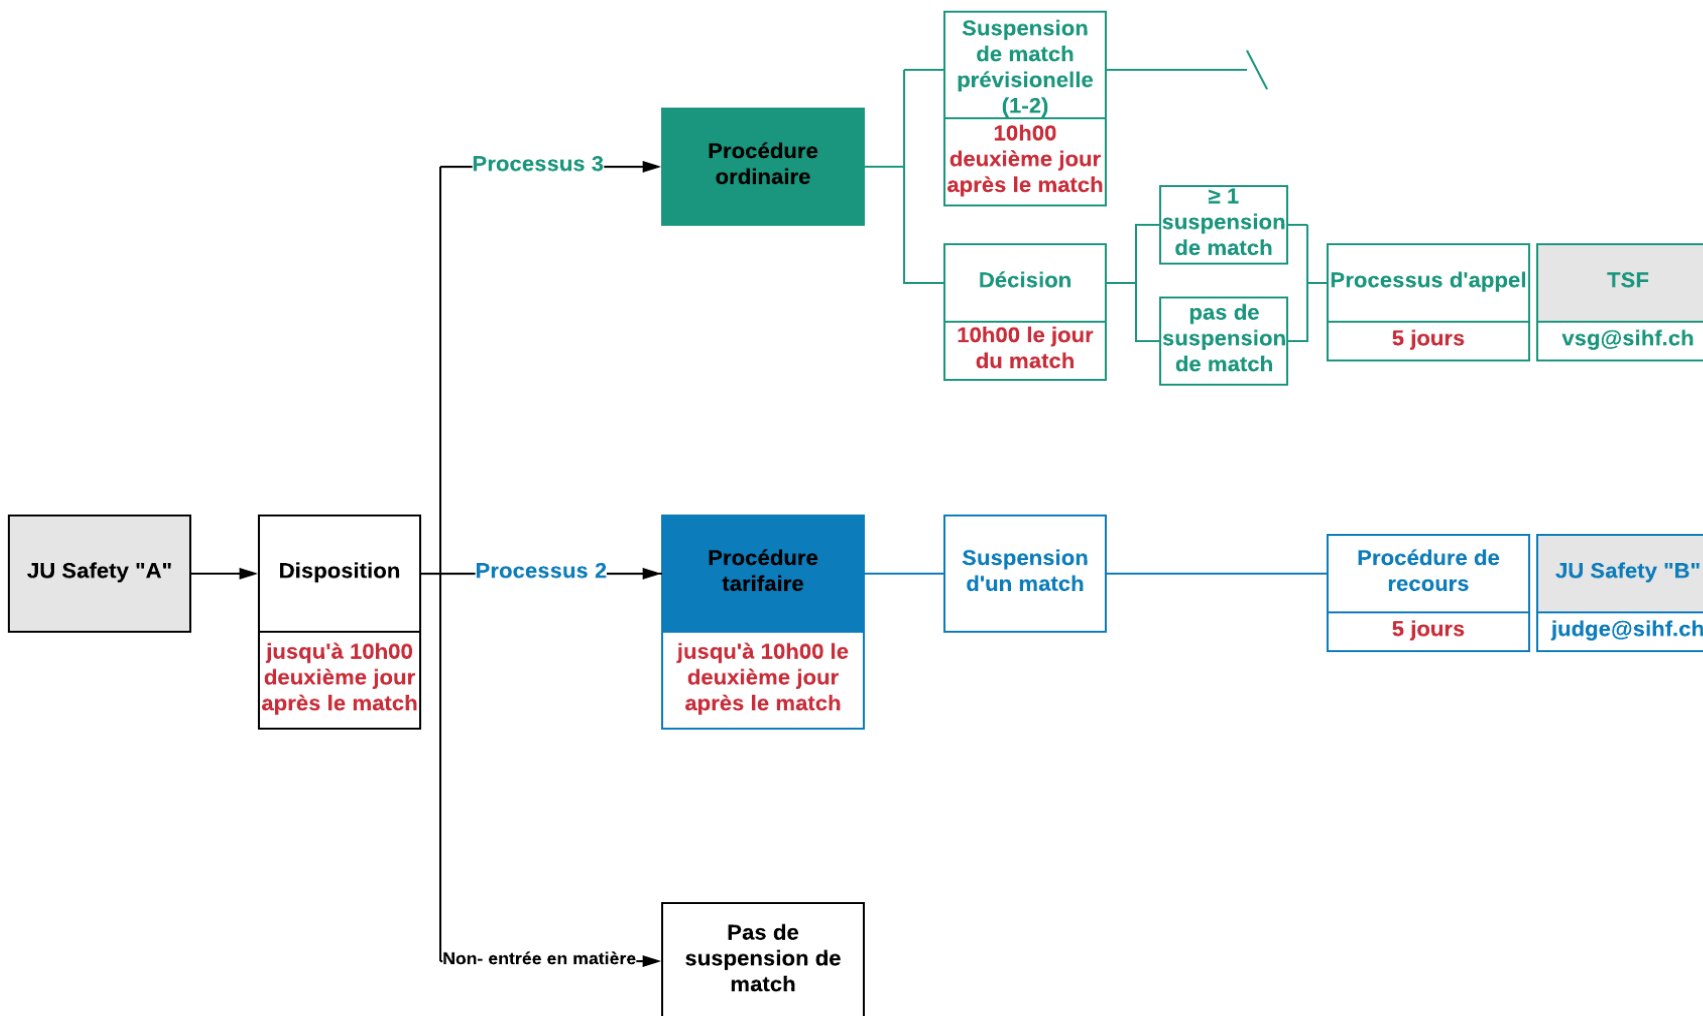 Suspension
de match
prévisionelle
(1-2)
10h00
deuxième jour
après le match
Processus 3
Procédure
ordinaire
≥ 1
suspension
de match
Décision
10h00 le jour
du match
pas de
suspension
de match
Processus d'appel
5 jours
TSF
vsg@sihf.ch
JU Safety "A"
Disposition
jusqu'à 10h00
deuxième jour
après le match
Processus 2
Procédure
tarifaire
jusqu'à 10h00 le
deuxième jour
après le match
Suspension
d'un match
Procédure de
recours
5 jours
JU Safety "B"
judge@sihf.ch
Non- entrée en matière
Pas de
suspension de
match